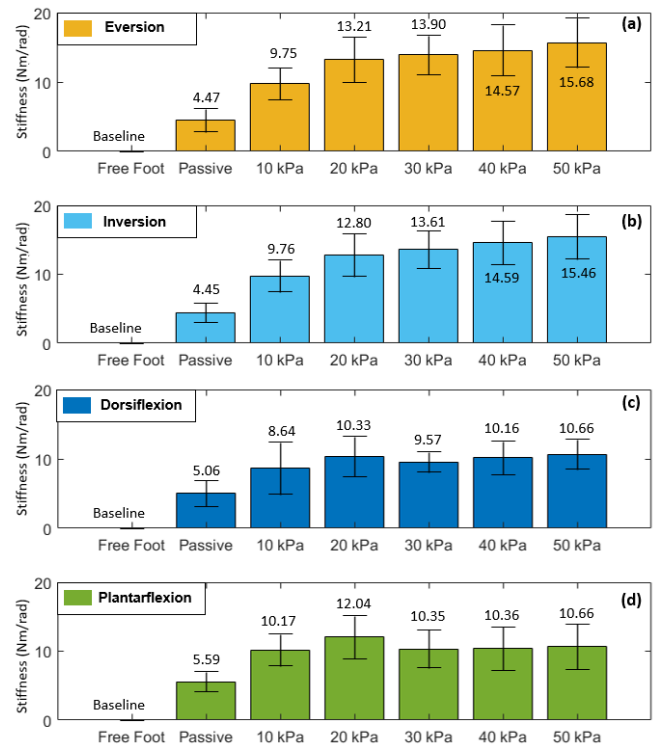 Eversion
(a)
Stiffness (Nm/rad)
20
10
0
Baseline
4.47
9.75
13.21
13.90
14.57
15.68
Free Foot Passive 10 kPa 20 kPa 30 kPa 40 kPa 50 kPa
Inversion
(b)
Stiffness (Nm/rad)
20
10
0
Baseline
4.45
9.76
12.80
13.61
14.59
15.46
Free Foot Passive 10 kPa 20 kPa 30 kPa 40 kPa 50 kPa
Dorsiflexion
(c)
Stiffness (Nm/rad)
20
10
0
Baseline
5.06
8.64
10.33
9.57
10.16
10.66
Free Foot Passive 10 kPa 20 kPa 30 kPa 40 kPa 50 kPa
Plantarflexion
(d)
Stiffness (Nm/rad)
20
10
0
Baseline
5.59
10.17
12.04
10.35
10.36
10.66
Free Foot Passive 10 kPa 20 kPa 30 kPa 40 kPa 50 kPa